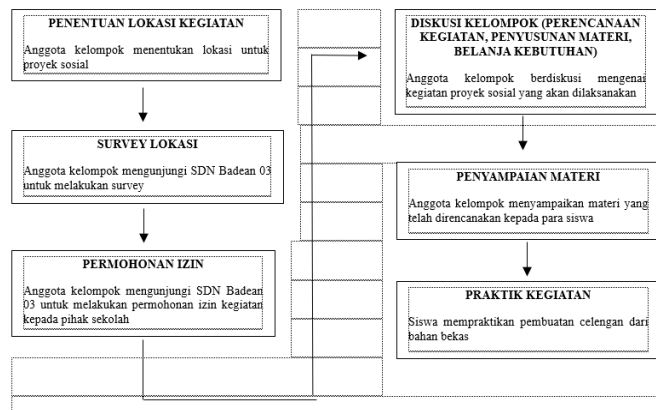 PENENTUAN LOKASI KEGIATAN
Anggota kelompok menentukan lokasi untuk
proyek sosial
SURVEY LOKASI
Anggota kelompok mengunjungi SDN Badean 03
untuk melakukan survey
PERMOHONAN IZIN
Anggota kelompok mengunjungi SDN Badean
03 untuk melakukan permohonan izin kegiatan
kepada pihak sekolah
DISKUSI KELOMPOK (PERENCANAAN
KEGIATAN, PENYUSUNAN MATERI,
BELANJA KEBUTUHAN)
Anggota kelompok berdiskusi mengenai
kegiatan proyek sosial yang akan dilaksanakan
PENYAMPAIAN MATERI
Anggota kelompok menyampaikan materi yang
telah direncanakan kepada para siswa
PRAKTIK KEGIATAN
Siswa mempraktikan pembuatan celengan dari
bahan bekas